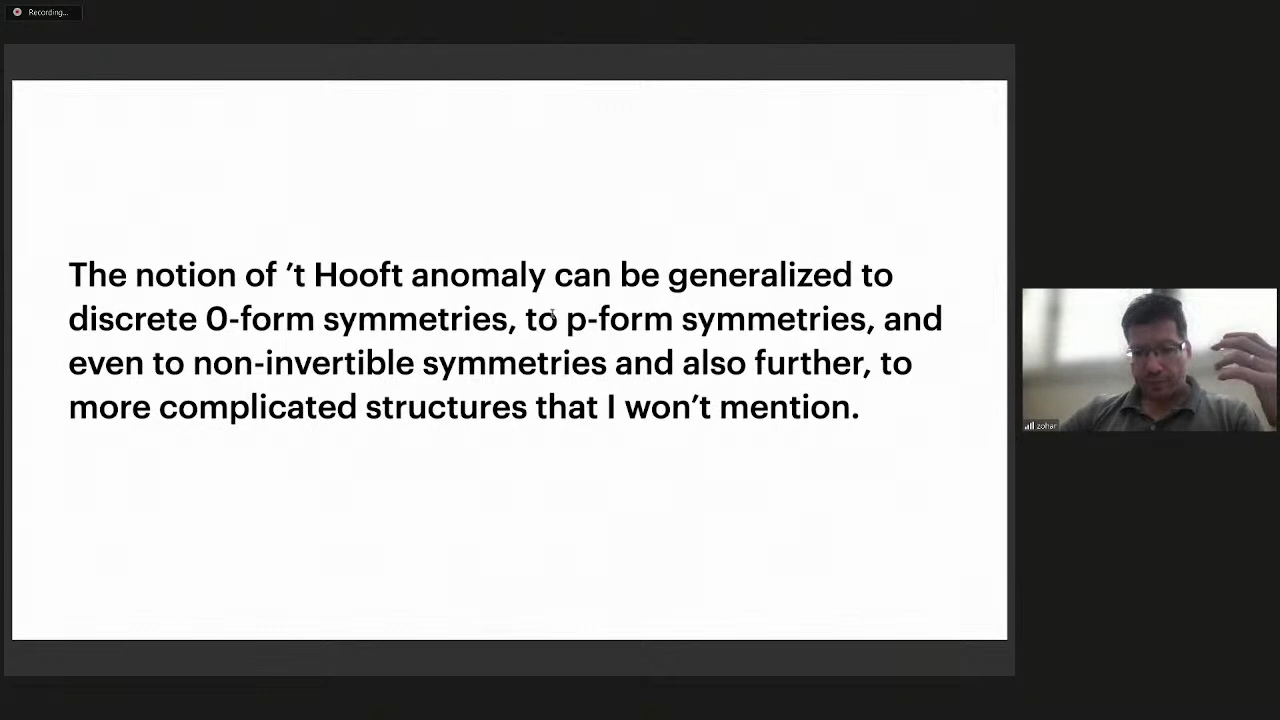 Recording...
The notion of ’t Hooft anomaly can be generalized to
discrete 0-form symmetries, to p-form symmetries, and
even to non-invertible symmetries and also further, to
more complicated structures that I won’t mention.
zohar